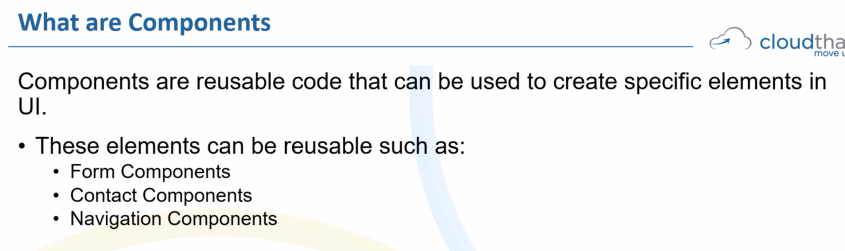 What are Components
cloudtha
move u
Components are reusable code that can be used to create specific elements in
UI.
• These elements can be reusable such as:
• Form Components
• Contact Components
• Navigation Components